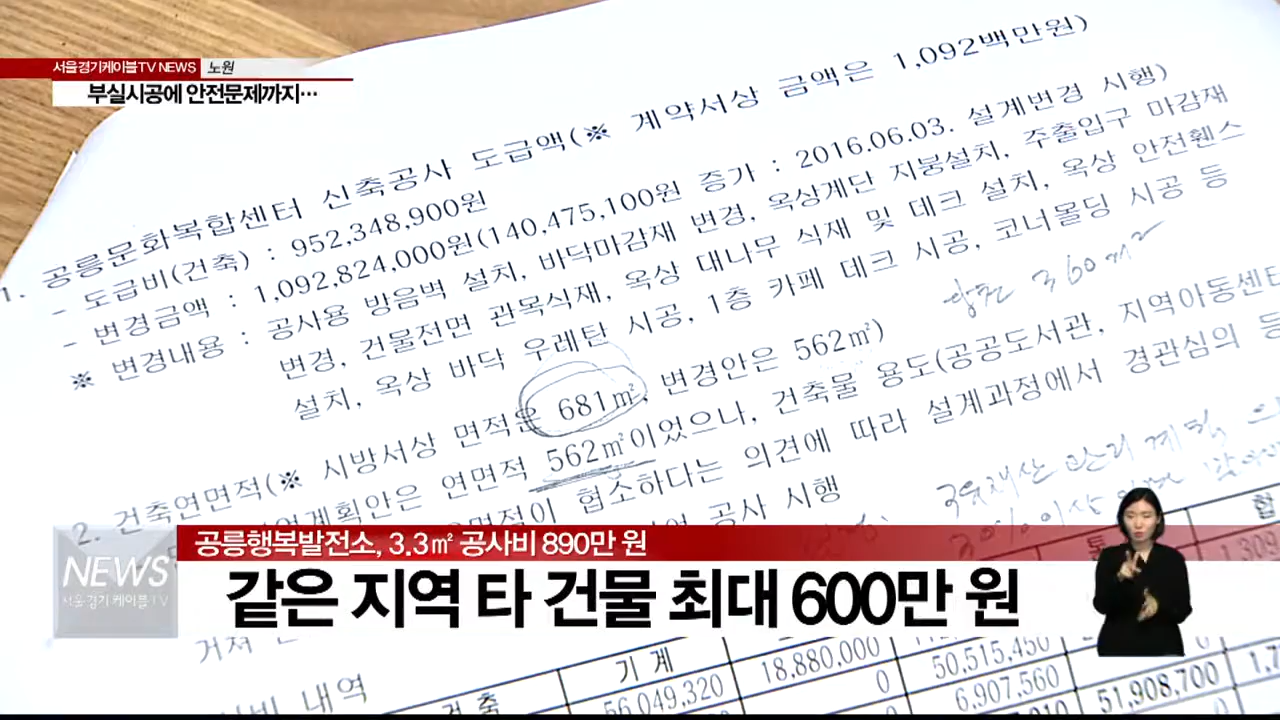 서울경기케이블TV NEWS 노원
부실시공에 안전문제까지…
1. 공릉문화복합센터 신축공사 도급액(※ 계약서상 금액은 1,092백만원)
- 도급비(건축) : 952,348,900원
- 변경금액 : 1,092,824,000원(140,475,100원 증가 : 2016.06.03. 설계변경 시행)
※ 변경내용 : 공사용 방음벽 설치, 바닥마감재 변경, 옥상계단 지붕설치, 주출입구 마감재
변경, 건물전면 관목식재, 옥상 대나무 식재 및 데크 설치, 옥상 안전휀스
설치, 옥상 바닥 우레탄 시공, 1층 카페 데크 시공, 코너몰딩 시공 등
당초 360m²
2. 건축연면적(※ 시방서상 면적은 681㎡, 변경안은 562㎡)
연면적 562㎡이었으나, 건축물 용도(공공도서관, 지역아동센터
협소하다는 의견에 따라 설계과정에서 경관심의 등
공사 시행
관리계획
공릉행복발전소, 3.3㎡ 공사비 890만 원
같은 지역 타 건물 최대 600만 원
NEWS
서울경기 케이블TV
내역
건축
기계
56,049,320
18,880,000
0
50,515,450
6,907,560
0
51,908,700